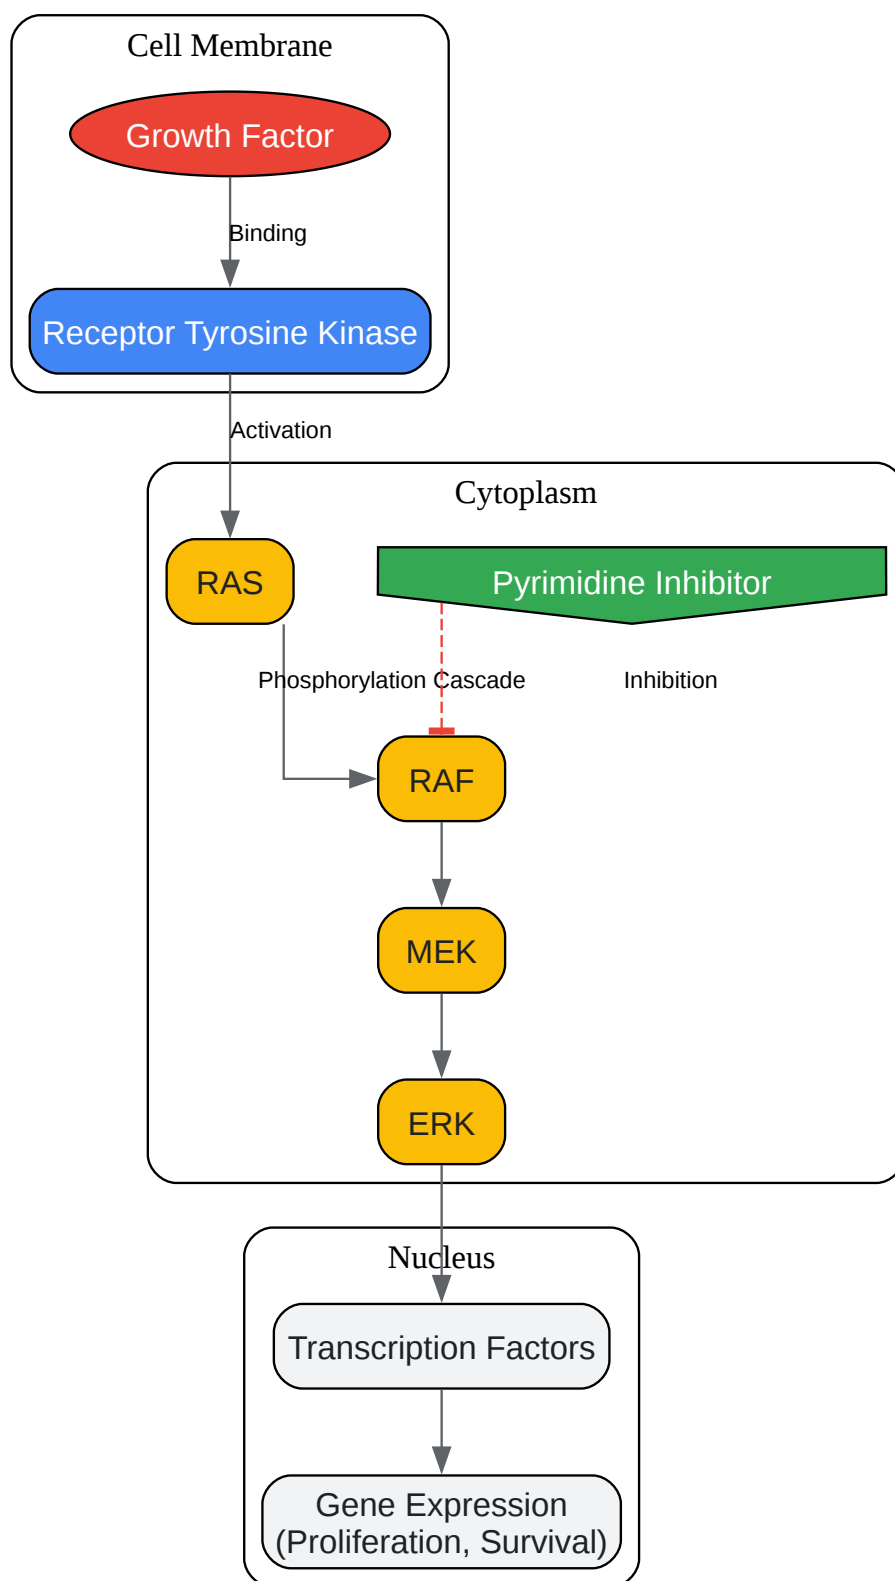 Cell Membrane
Growth Factor
Binding
Receptor Tyrosine Kinase
Activation
Cytoplasm
RAS
Pyrimidine Inhibitor
Phosphorylation Cascade
Inhibition
RAF
MEK
ERK
Nucleus
Transcription Factors
Gene Expression
(Proliferation, Survival)